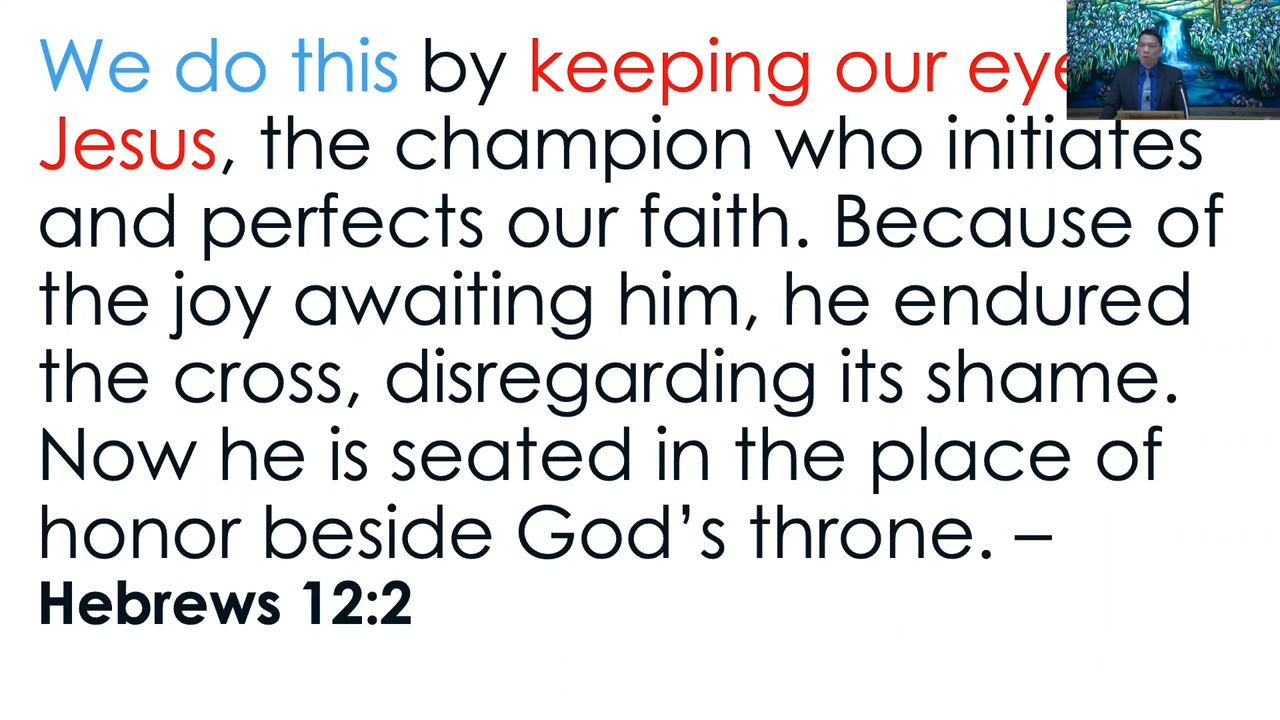 We do this by keeping our
Jesus, the champion who initiates
and perfects our faith. Because of
the joy awaiting him, he endured
the cross, disregarding its shame.
Now he is seated in the place of
honor beside God’s throne. –
Hebrews 12:2